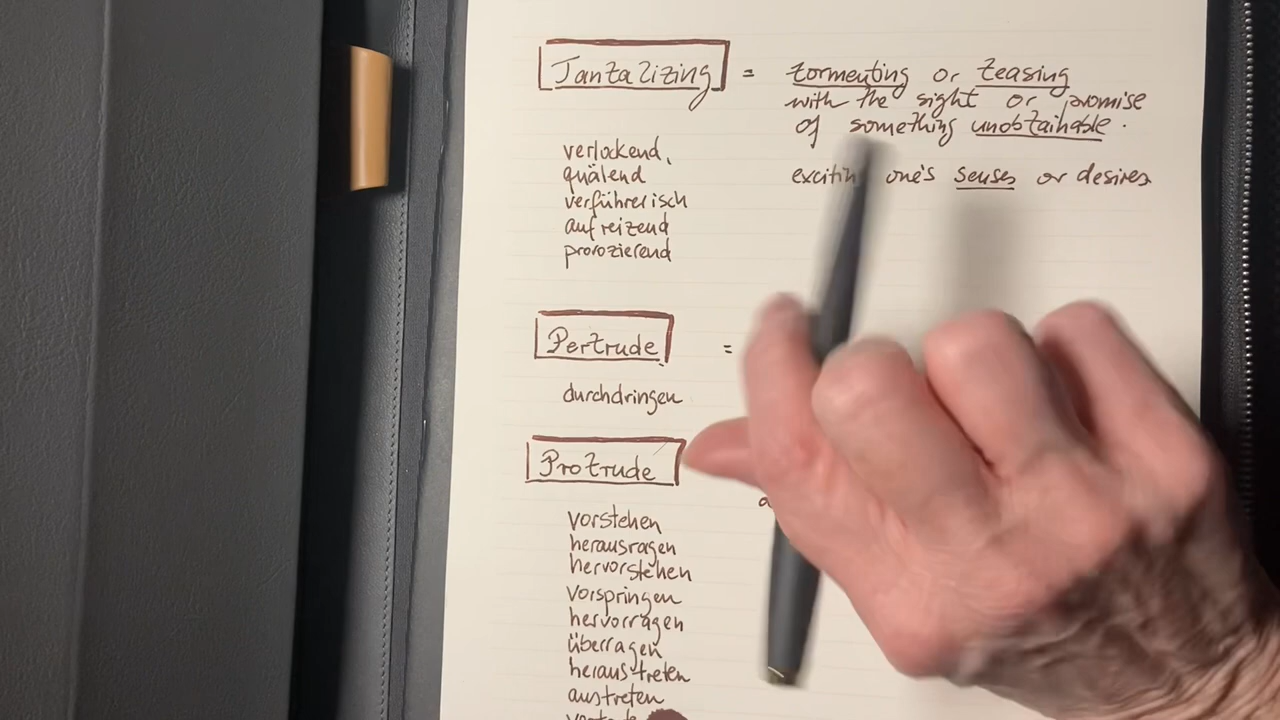 Tantalizing = tormenting or teasing
with the sight or promise
of something unobtainable.
verlockend,
quälend
verführerisch
aufreizend
provozierend
exciting one's senses or desires
Pertrude =
durchdringen
Protrude
vorstehen
herausragen
hervorstehen
vorspringen
hervorragen
überragen
heraustreten
austreten